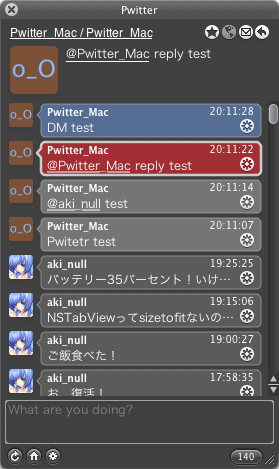 Pwitter
Pwitter_Mac / Pwitter_Mac
o_O
@Pwitter_Mac reply test
o_O
Pwitter_Mac 20:11:28
DM test
o_O
Pwitter_Mac 20:11:22
@Pwitter_Mac reply test
o_O
Pwitter_Mac 20:11:14
@aki_null test
o_O
Pwitter_Mac 20:11:07
Pwitetr test
aki_null 19:25:25
バッテリー35パーセント！いけ…
aki_null 19:15:06
NSTabViewってsizetofitないの…
aki_null 19:00:27
ご飯食べた！
aki_null 17:58:35
お、復活！
What are you doing?
140